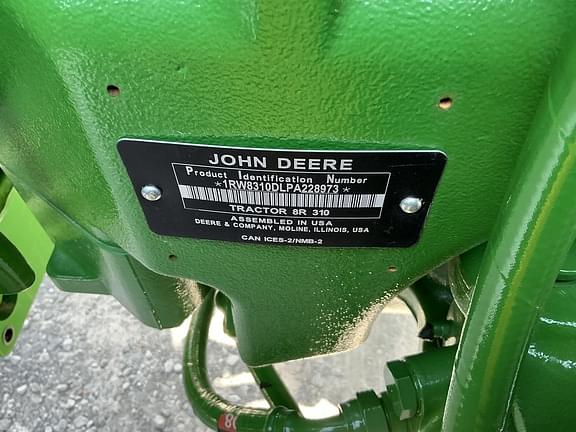 JOHN DEERE
Product Identification Number
*1RW8310DLPA228973*
TRACTOR 8R 310
ASSEMBLED IN USA
DEERE & COMPANY, MOLINE, ILLINOIS, USA
CAN ICES-2/NMB-2